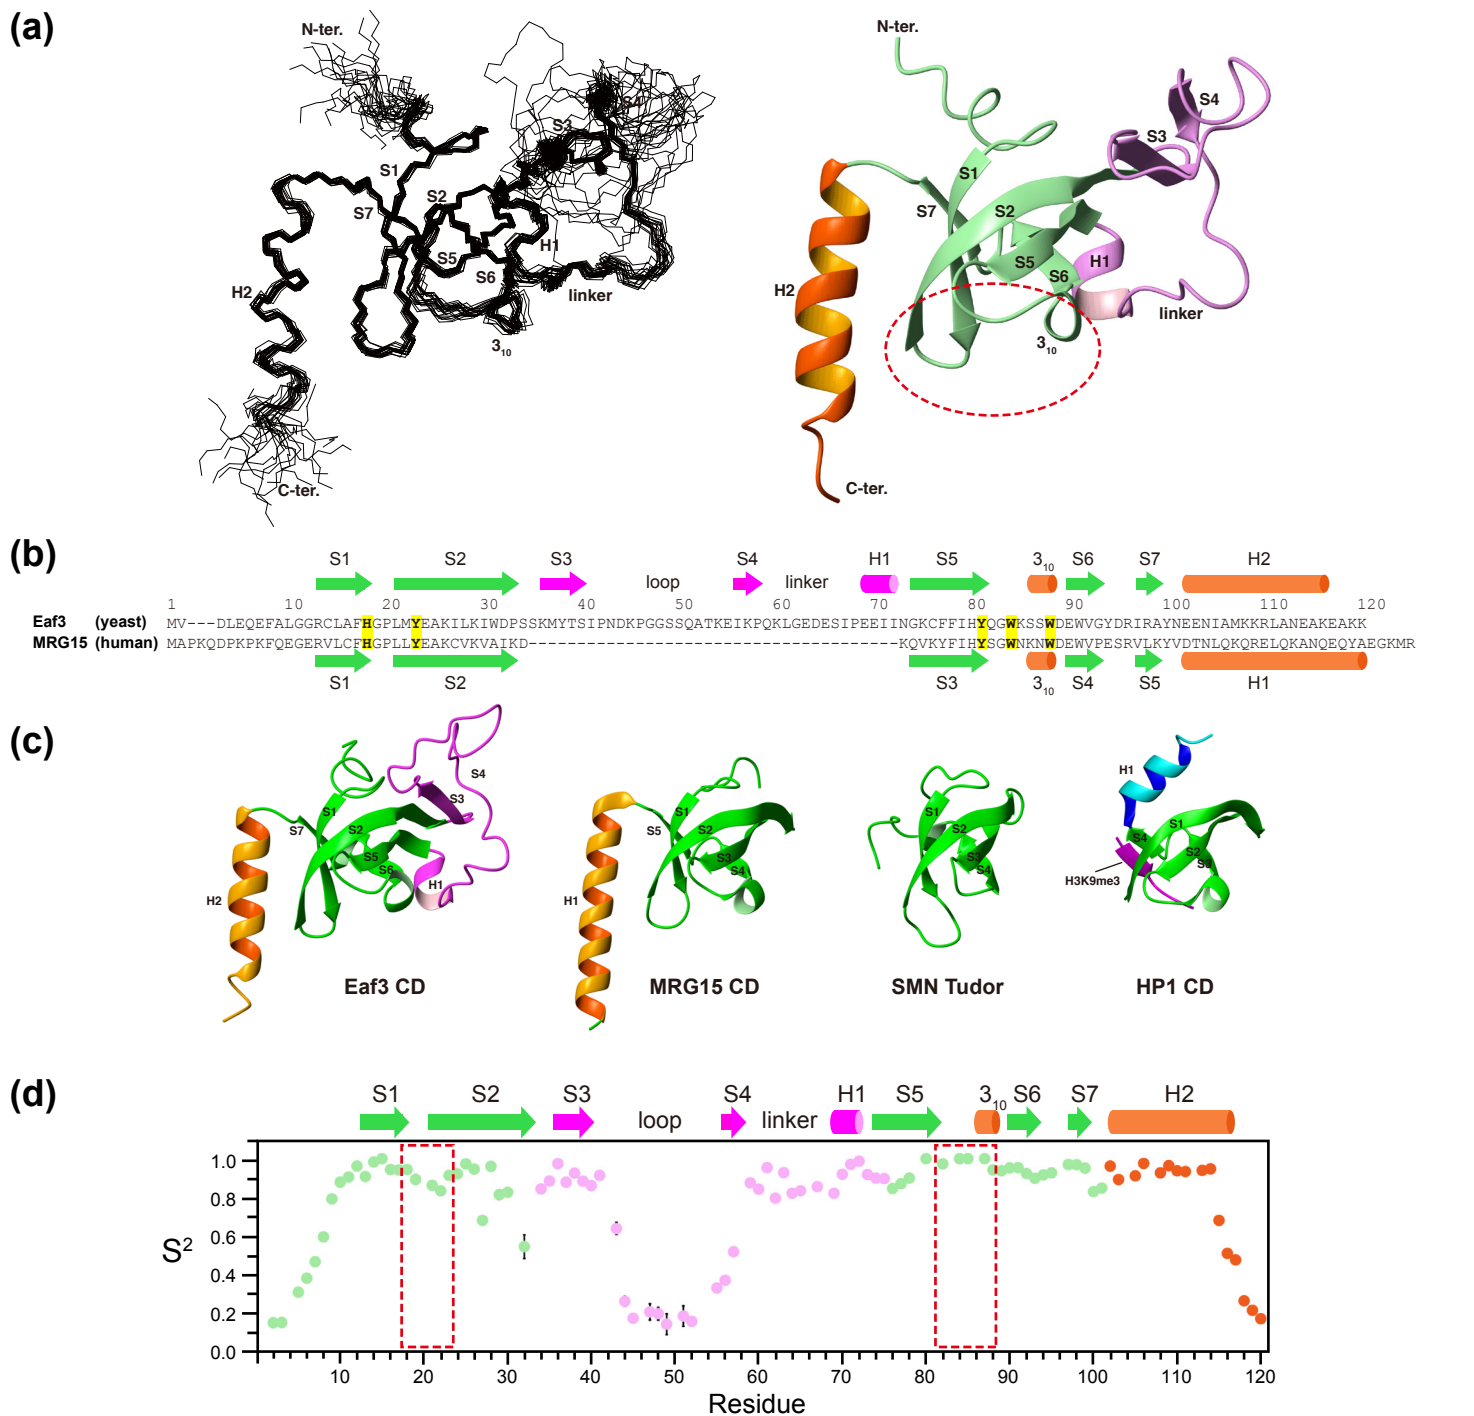 (a)
N-ter.
S1
S7
S2
S5
S6
S3
S4
H1
H2
linker
3₁₀
C-ter.
N-ter.
S1
S7
S2
S5
S6
S3
S4
H1
H2
linker
3₁₀
C-ter.
(b)
S1 S2 S3 loop S4 linker H1 S5 3₁₀ S6 S7 H2
1 10 20 30 40 50 60 70 80 90 100 110 120
Eaf3 (yeast) MV---DLEQEFALGGRCLAFHGPLMYEAKILKIWDPSSKMYTSIPNDKPGGSSQATKEIKPQKLGEDESIPEEIINGKCFFIHYQGWKSSWDEWVGYDRIRAYNEENIAMKKRLANEAKEAKK
MRG15 (human) MAPKQDPKPKFQEGERVLCFHGPLLYEAKCVKVAIKD--------------------------------------KQVKYFIHYSGWNKNWDEWVPESRVLKYVDTNLQKQRELQKANQEQYAEGKMR
S1 S2 S3 3₁₀ S4 S5 H1
(c)
S1
S2
S3
S4
S5
S6
S7
H1
H2
Eaf3 CD
S1
S2
S3
S4
S5
H1
MRG15 CD
S1
S2
S3
S4
SMN Tudor
H1
S1
S2
S3
S4
H3K9me3
HP1 CD
(d)
S1 S2 S3 loop S4 linker H1 S5 3₁₀ S6 S7 H2
S²
1.0
0.8
0.6
0.4
0.2
0.0
10 20 30 40 50 60 70 80 90 100 110 120
Residue